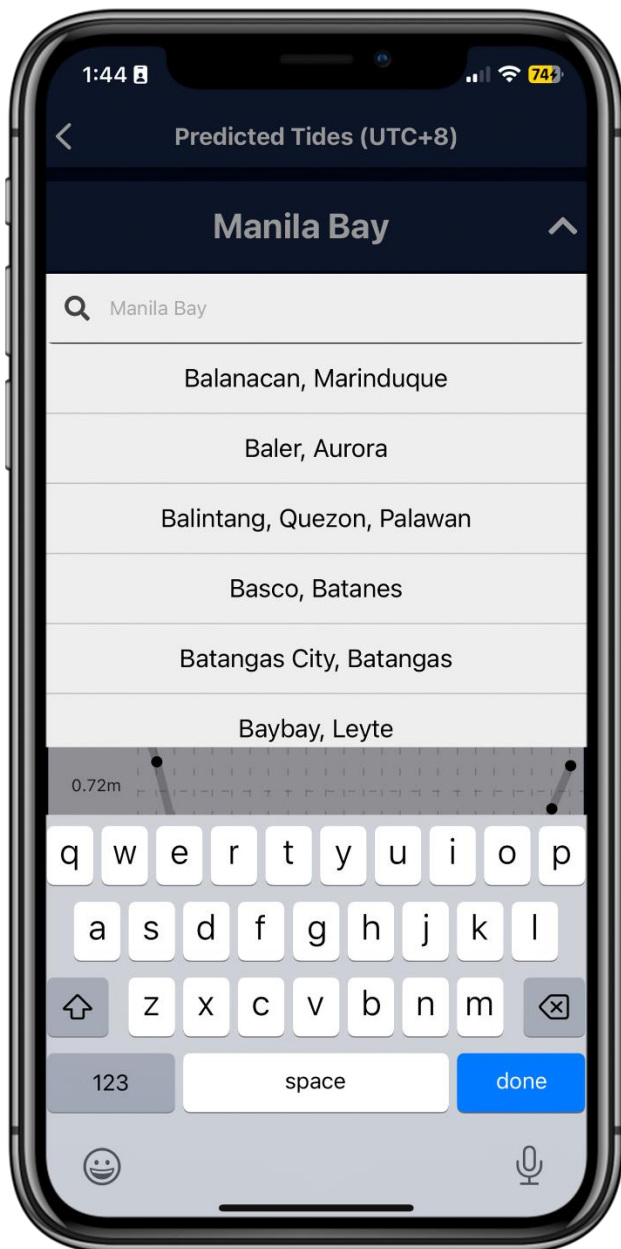 1:44
74
Predicted Tides (UTC+8)
Manila Bay
Manila Bay
Balanacan, Marinduque
Baler, Aurora
Balintang, Quezon, Palawan
Basco, Batanes
Batangas City, Batangas
Baybay, Leyte
0.72m
q w e r t y u i o p
a s d f g h j k l
z x c v b n m
123 space done